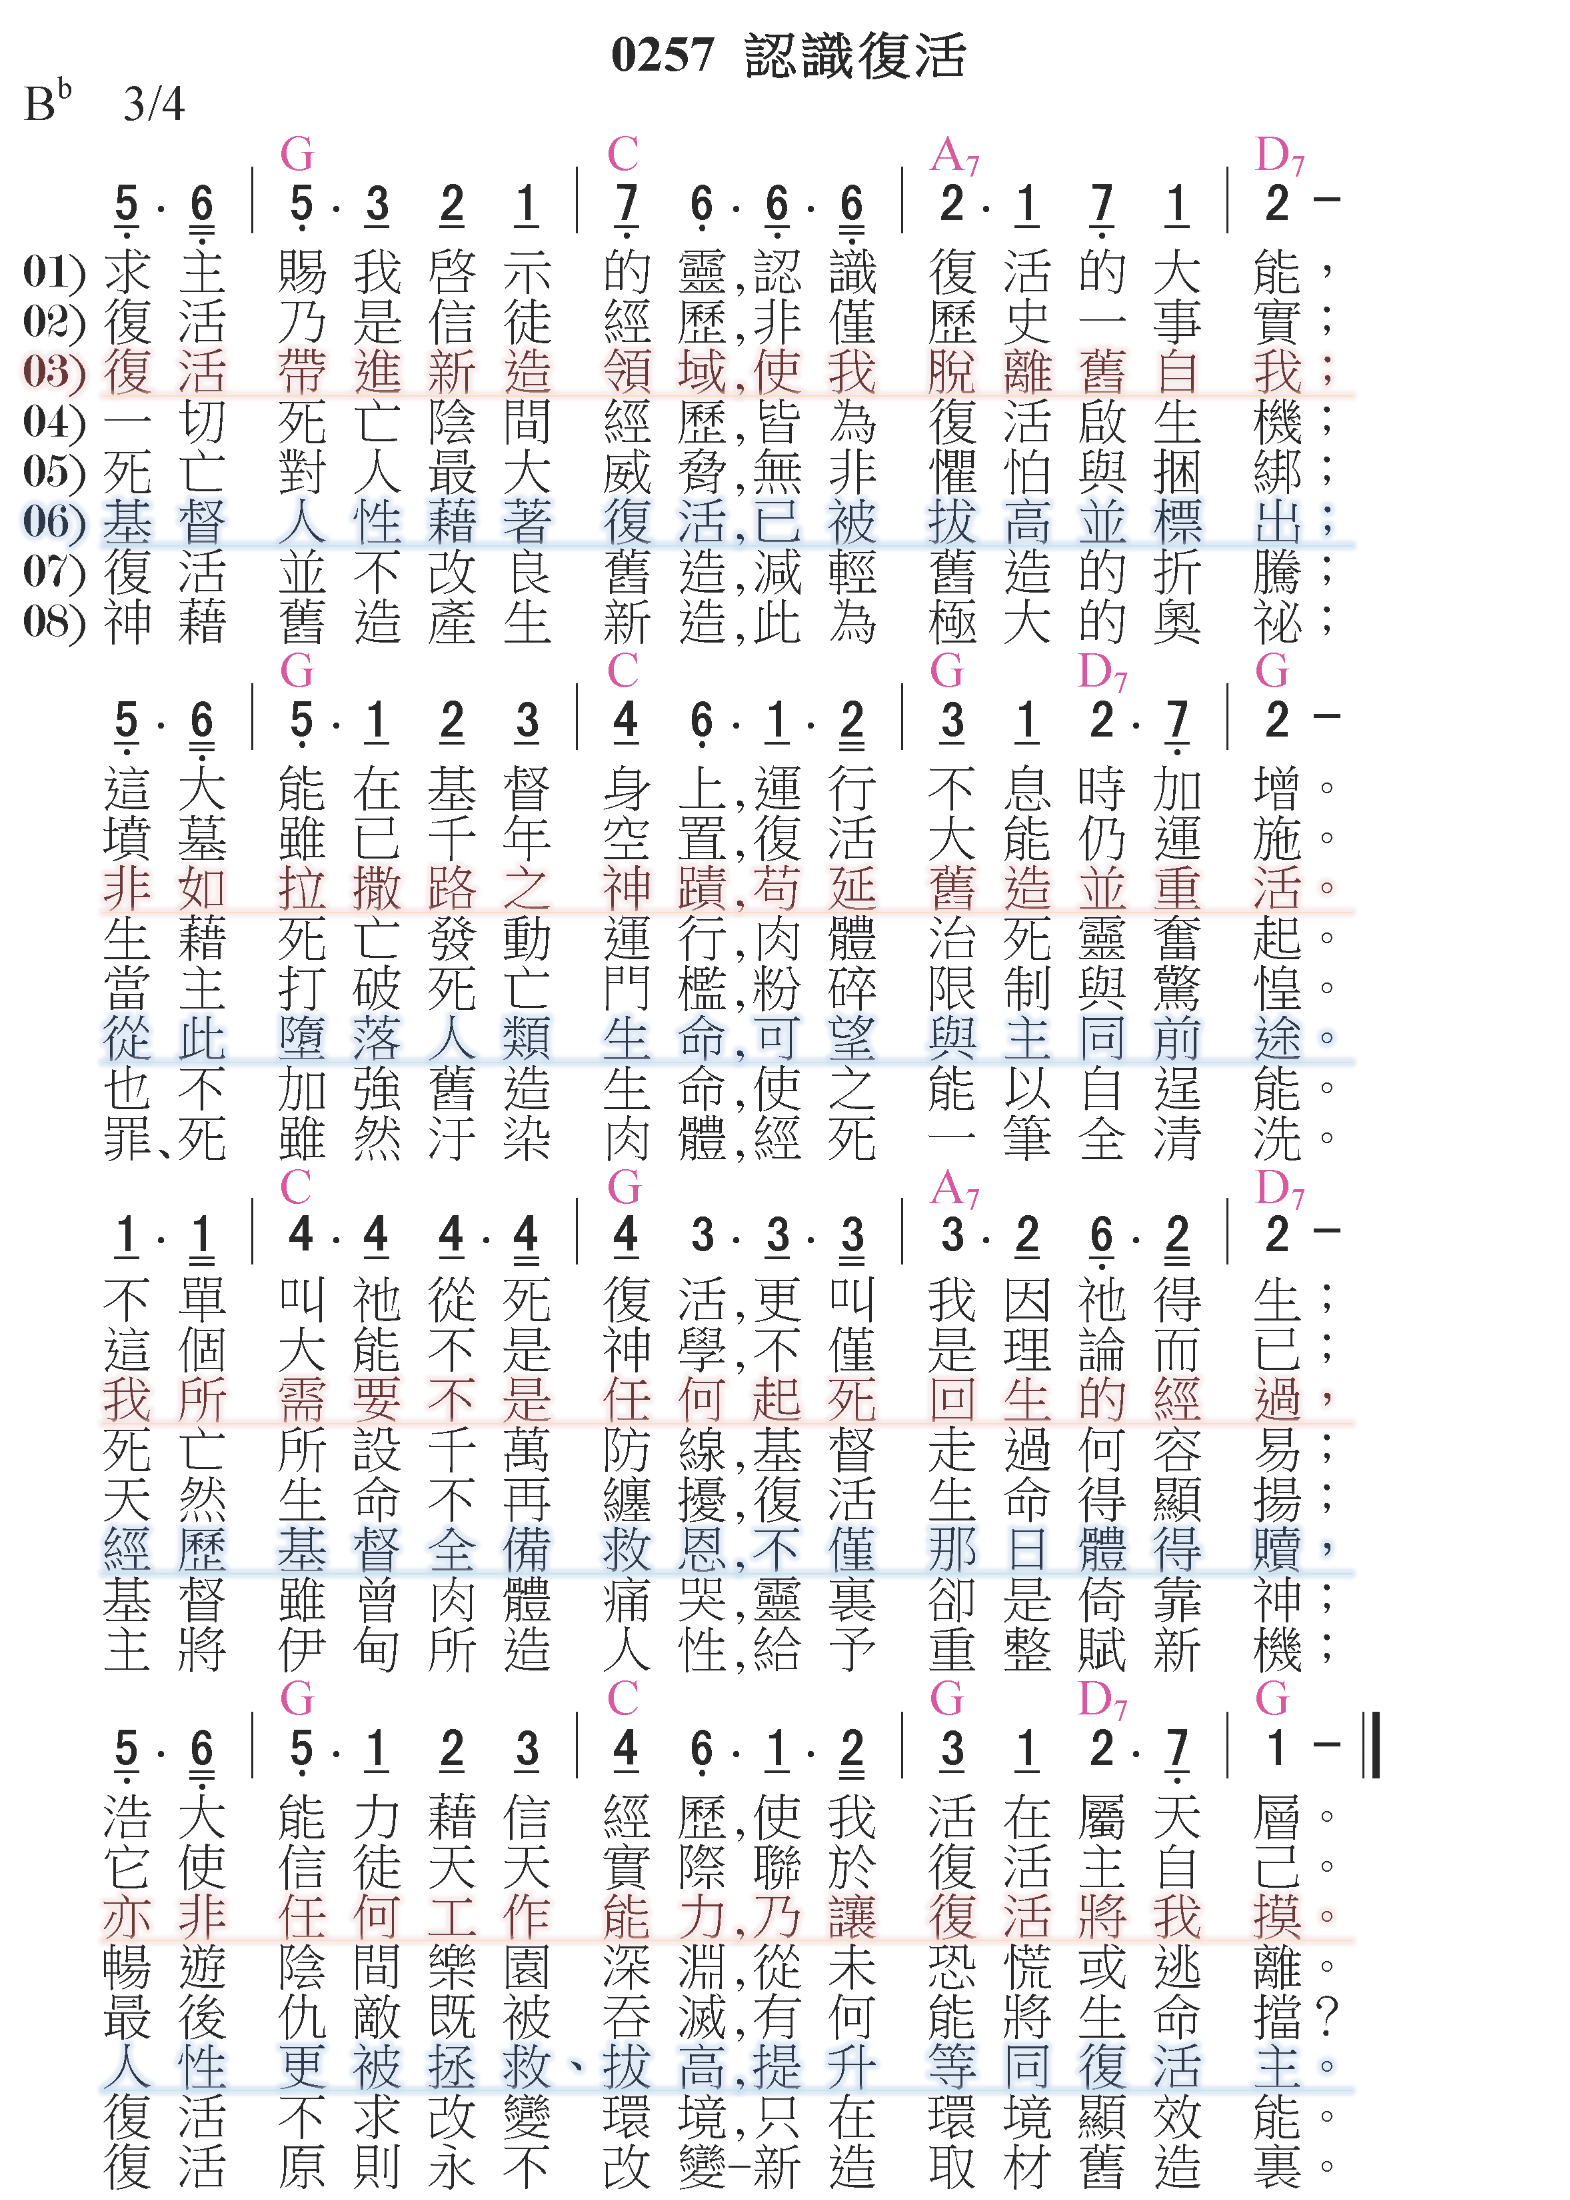 0257 認識復活
B♭ 3/4
G C A7 D7
5̣ · 6̣ | 5̣ · 3 2 1 | 7̣ 6̣ · 6̣ · 6̣ | 2 · 1 7̣ 1 | 2 –
01) 求主賜我啓示的靈,認識復活的大能，
02) 復活乃是信徒經歷,非僅歷史一事實；
03) 復活帶進新造領域,使我脫離舊自我；
04) 一切死亡陰間經歷,皆為復活啟生機；
05) 死亡對人最大威脅,無非懼怕與捆綁；
06) 基督人性藉著復活,已被拔高並標出；
07) 復活並不改良舊造,減輕舊造的折騰；
08) 神藉舊造產生新造,此為極大的奧祕；
G C G D7 G
5̣ · 6̣ | 5̣ · 1 2 3 | 4 6̣ · 1 · 2 | 3 1 2 · 7̣ | 2 –
這大能在基督身上,運行不息時加增。
墳墓雖已千年空置,復活大能仍運施。
非如拉撒路之神蹟,苟延舊造並重活。
生藉死亡發動運行,肉體治死靈奮起。
當主打破死亡門檻,粉碎限制與驚惶。
從此墮落人類生命,可望與主同前途。
也不加強舊造生命,使之能以自逞能。
罪、死雖然汙染肉體,經死一筆全清洗。
C G A7 D7
1 · 1 | 4 · 4 4 · 4 | 4 3 · 3 · 3 | 3 · 2 6̣ · 2 | 2 –
不單叫祂從死復活,更叫我因祂得生；
這個大能不是神學,不僅是理論而已；
我所需要不是任何起死回生的經過，
死亡所設千萬防線,基督走過何容易；
天然生命不再纏擾,復活生命得顯揚；
經歷基督全備救恩,不僅那日體得贖，
基督雖曾肉體痛哭,靈裏卻是倚靠神；
主將伊甸所造人性,給予重整賦新機；
G C G D7 G
5̣ · 6̣ | 5̣ · 1 2 3 | 4 6̣ · 1 · 2 | 3 1 2 · 7̣ | 1 – ‖
浩大能力藉信經歷,使我活在屬天層。
它使信徒天天實際聯於復活主自己。
亦非任何工作能力,乃讓復活將我摸。
暢遊陰間樂園深淵,從未恐慌或逃離。
最後仇敵既被吞滅,有何能將生命擋？
人性更被拯救、拔高,提升等同復活主。
復活不求改變環境,只在環境顯效能。
復活原則永不改變–新造取材舊造裏。